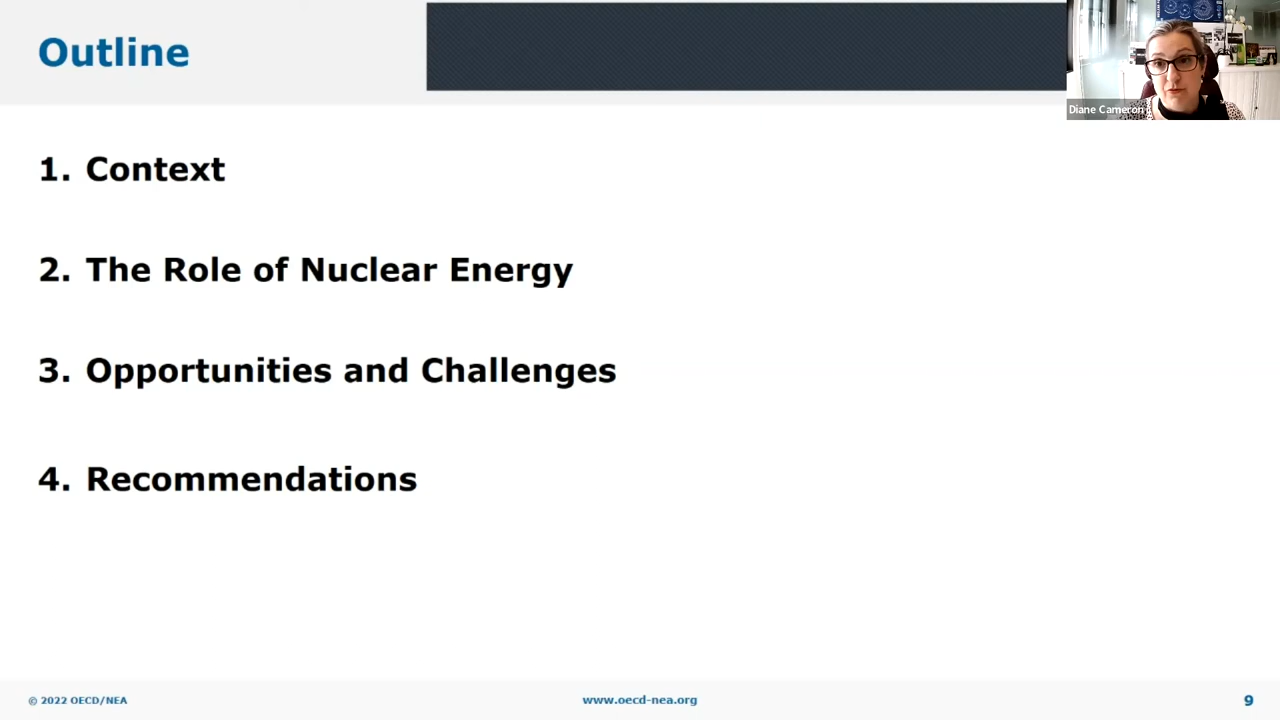 Outline
Diane Cameron
1. Context
2. The Role of Nuclear Energy
3. Opportunities and Challenges
4. Recommendations
© 2022 OECD/NEA
www.oecd-nea.org
9